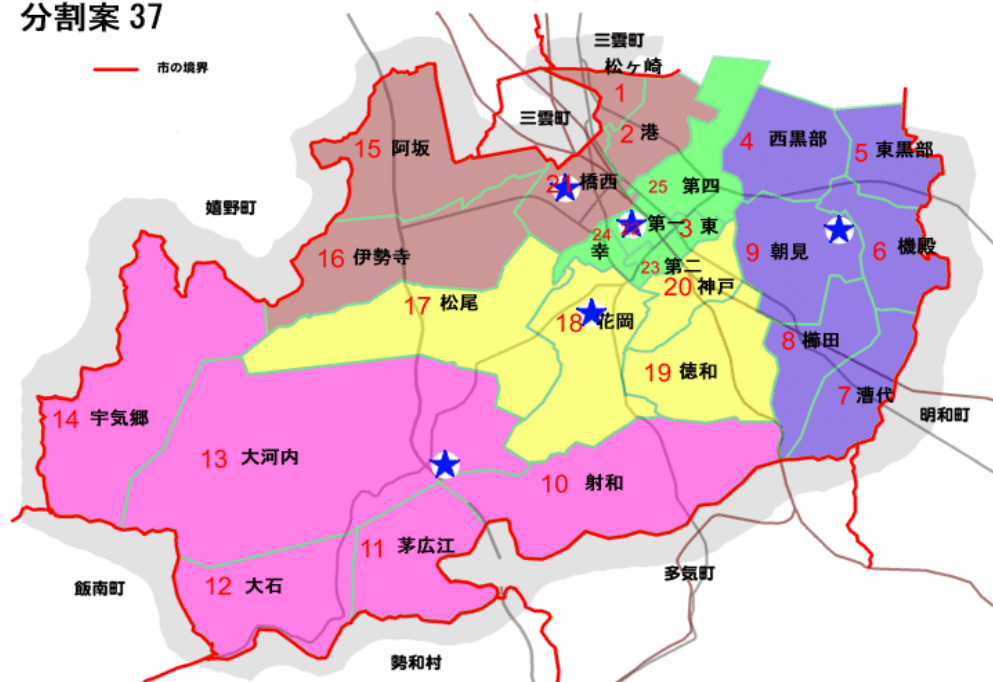 分割案 37
市の境界
三雲町
松ヶ崎
1
三雲町
2 港
4 西黒部
5 東黒部
15 阿坂
21 橋西
25 第四
嬉野町
第一
3 東
24
幸
9 朝見
6 機殿
16 伊勢寺
23 第二
20 神戸
17 松尾
18 花岡
8 櫛田
19 徳和
7 漕代
14 宇気郷
明和町
13 大河内
10 射和
11 茅広江
多気町
飯南町
12 大石
勢和村